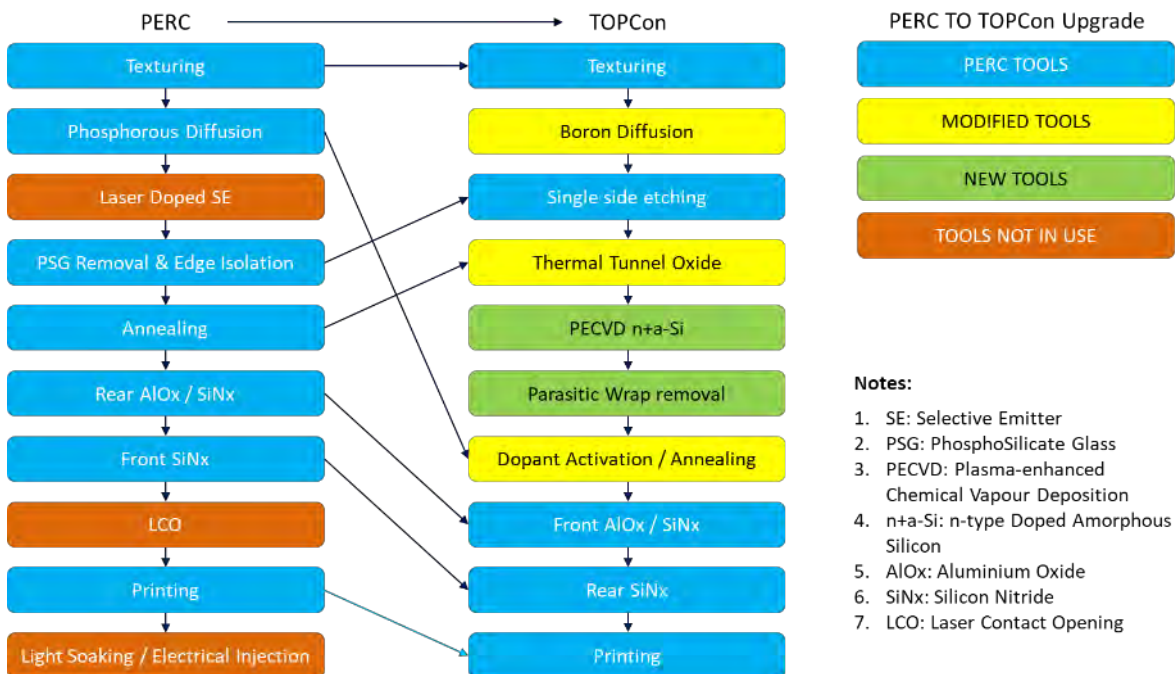 PERC
Texturing
Phosphorous Diffusion
Laser Doped SE
PSG Removal & Edge Isolation
Annealing
Rear AlOx / SiNx
Front SiNx
LCO
Printing
Light Soaking / Electrical Injection
TOPCon
Texturing
Boron Diffusion
Single side etching
Thermal Tunnel Oxide
PECVD n+a-Si
Parasitic Wrap removal
Dopant Activation / Annealing
Front AlOx / SiNx
Rear SiNx
Printing
PERC TO TOPCon Upgrade
PERC TOOLS
MODIFIED TOOLS
NEW TOOLS
TOOLS NOT IN USE
Notes:
1. SE: Selective Emitter
2. PSG: PhosphoSilicate Glass
3. PECVD: Plasma-enhanced
Chemical Vapour Deposition
4. n+a-Si: n-type Doped Amorphous
Silicon
5. AlOx: Aluminium Oxide
6. SiNx: Silicon Nitride
7. LCO: Laser Contact Opening